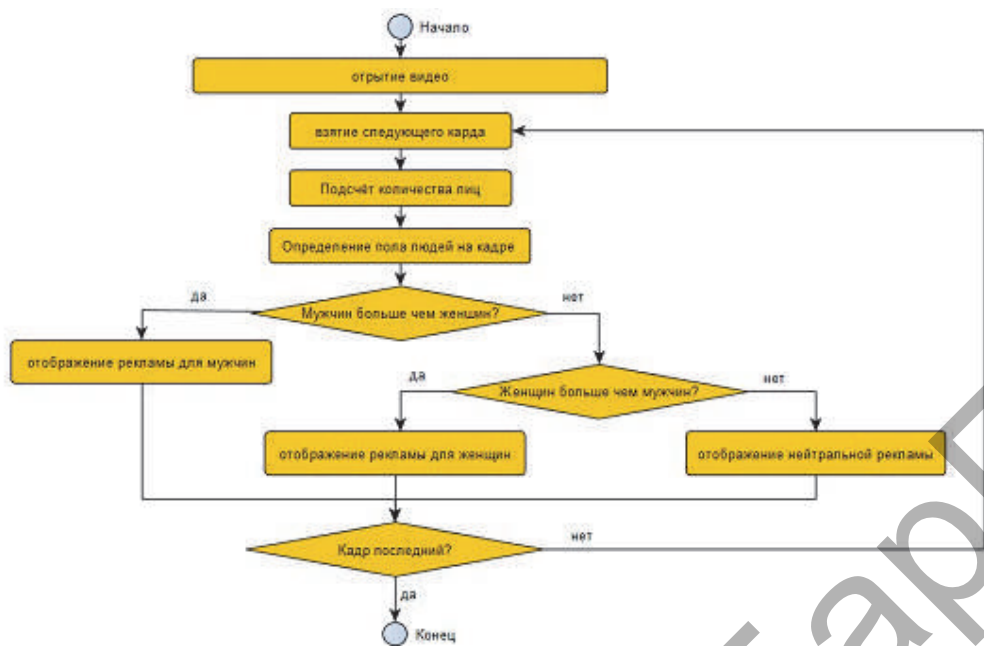 Начало
отрытие видео
взятие следующего карда
Подсчёт количества лиц
Определение пола людей на кадре
да
нет
Мужчин больше чем женшин?
отображение рекламы для мужчин
да
нет
Женщин больше чем мужчин?
отображение рекламы для женщин
отображение нейтральной рекламы
Кадр последний?
нет
да
Конец